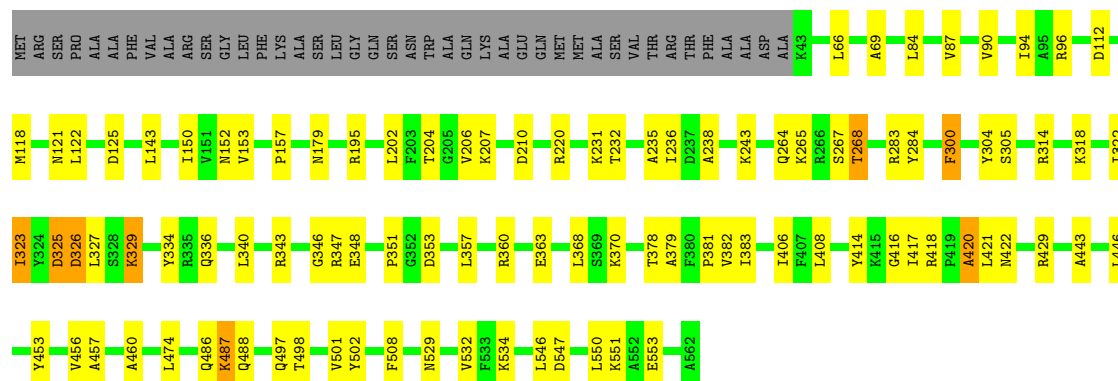 MET ARG SER PRO ALA ALA PHE VAL ALA ARG SER GLY LEU PHE LYS ALA SER LEU GLY GLN SER ASN TRP ALA GLN LYS ALA GLU GLN MET MET ALA SER VAL THR ARG THR PHE ALA ALA ASP ALA K43 L66 A69 L84 V87 V90 I94 A95 R96 D112
M118 N121 L122 D125 L143 I150 V151 N152 V153 P157 N179 R195 L202 F203 T204 G205 V206 K207 D210 R220 K231 T232 A235 I236 D237 A238 K243 Q264 K265 R266 S267 T268 R283 Y284 F300 Y304 S305 R314 K318
I323 Y324 D325 D326 L327 S328 K329 Y334 R335 Q336 L340 R343 G346 R347 E348 P351 G352 D353 L357 R360 E363 L368 S369 K370 T378 A379 F380 P381 V382 I383 I406 F407 L408 Y414 K415 G416 I417 R418 P419 A420 L421 N422 R429 A443
Y453 V456 A457 A460 L474 Q486 K487 Q488 Q497 T498 V501 Y502 F508 N529 V532 F533 K534 L546 D547 L550 K551 A552 E553 A562